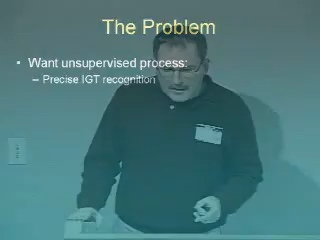 The Problem
• Want unsupervised process:
– Precise IGT recognition